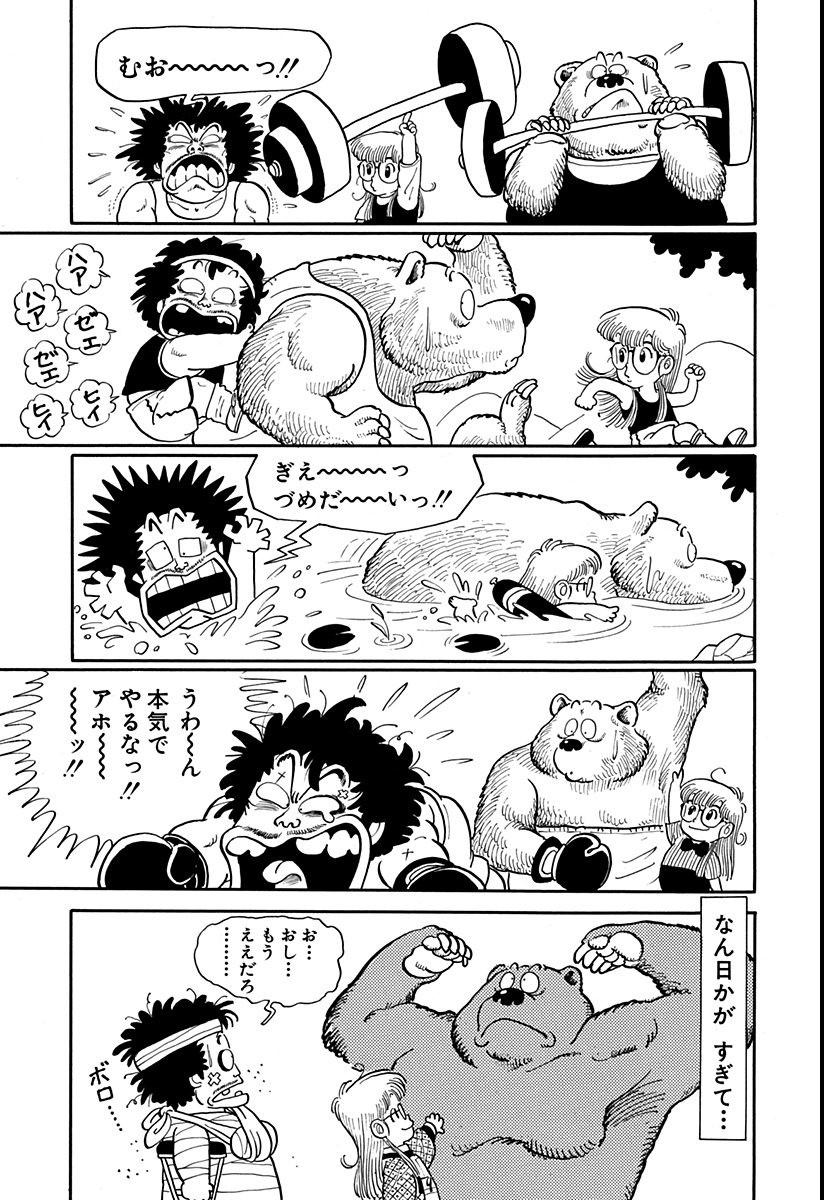 むお〜〜〜〜〜っ!!
ハア
ハア
ゼエ
ゼエ
ヒィ
ヒィ
ぎえ〜〜〜〜〜っ
づめだ〜〜〜いっ!!
うわ〜〜ん
本気で
やるなっ!!
アホ〜〜
〜〜〜ッ!!
なん日かが すぎて…
お…
おし…
もう
ええだろ
…………
ボロ…